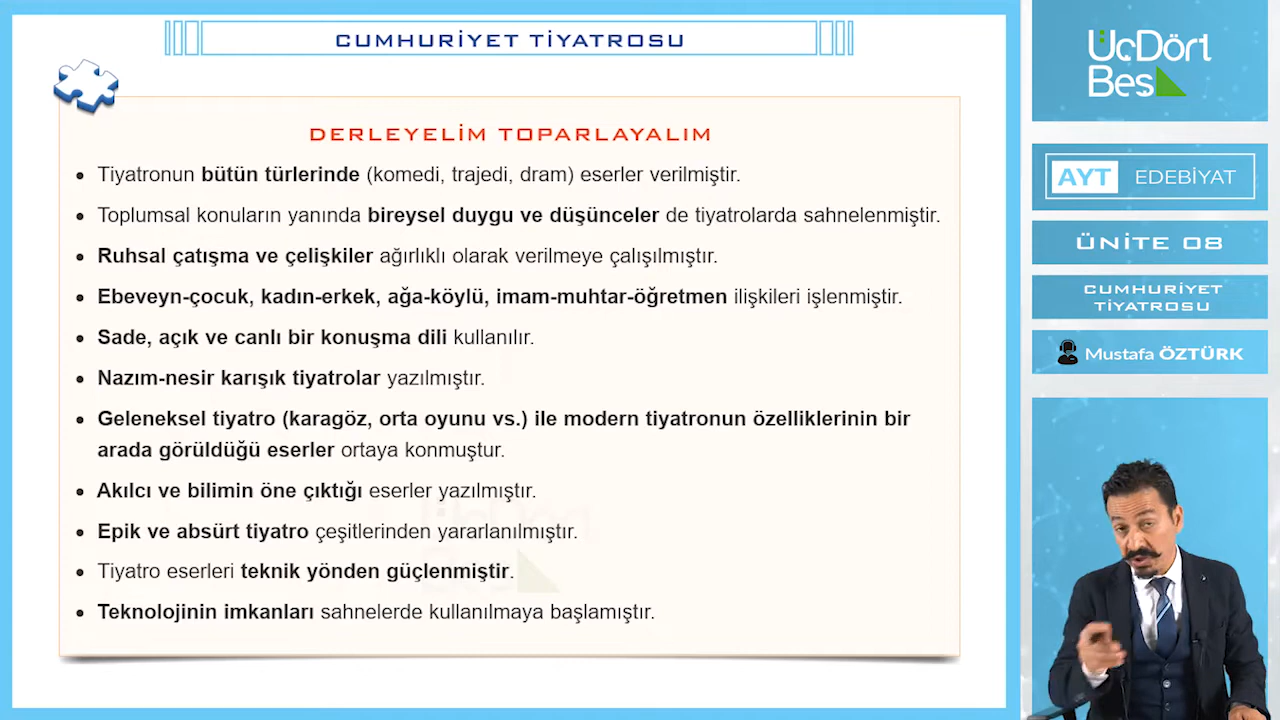 CUMHURİYET TİYATROSU
DERLEYELİM TOPARLAYALIM
• Tiyatronun bütün türlerinde (komedi, trajedi, dram) eserler verilmiştir.
• Toplumsal konuların yanında bireysel duygu ve düşünceler de tiyatrolarda sahnelenmiştir.
• Ruhsal çatışma ve çelişkiler ağırlıklı olarak verilmeye çalışılmıştır.
• Ebeveyn-çocuk, kadın-erkek, ağa-köylü, imam-muhtar-öğretmen ilişkileri işlenmiştir.
• Sade, açık ve canlı bir konuşma dili kullanılır.
• Nazım-nesir karışık tiyatrolar yazılmıştır.
• Geleneksel tiyatro (karagöz, orta oyunu vs.) ile modern tiyatronun özelliklerinin bir
arada görüldüğü eserler ortaya konmuştur.
• Akılcı ve bilimin öne çıktığı eserler yazılmıştır.
• Epik ve absürt tiyatro çeşitlerinden yararlanılmıştır.
• Tiyatro eserleri teknik yönden güçlenmiştir.
• Teknolojinin imkanları sahnelerde kullanılmaya başlamıştır.
ÜçDört
Beş
AYT EDEBİYAT
ÜNİTE 08
CUMHURİYET
TİYATROSU
Mustafa ÖZTÜRK